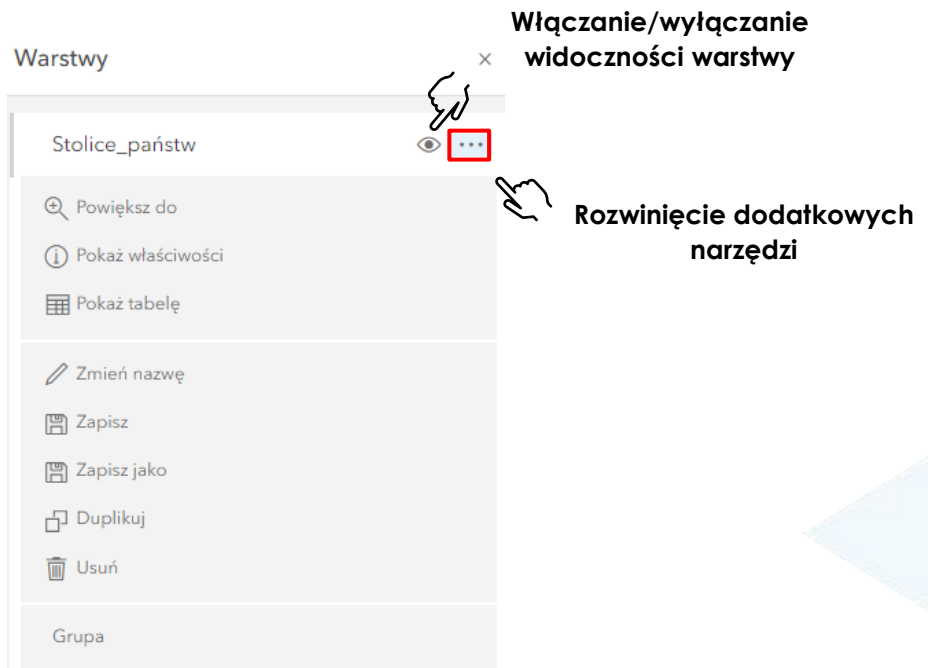 Włączanie/wyłączanie
widoczności warstwy
Warstwy
Stolice_państw
Rozwinięcie dodatkowych
narzędzi
Powiększ do
Pokaż właściwości
Pokaż tabelę
Zmień nazwę
Zapisz
Zapisz jako
Duplikuj
Usuń
Grupa